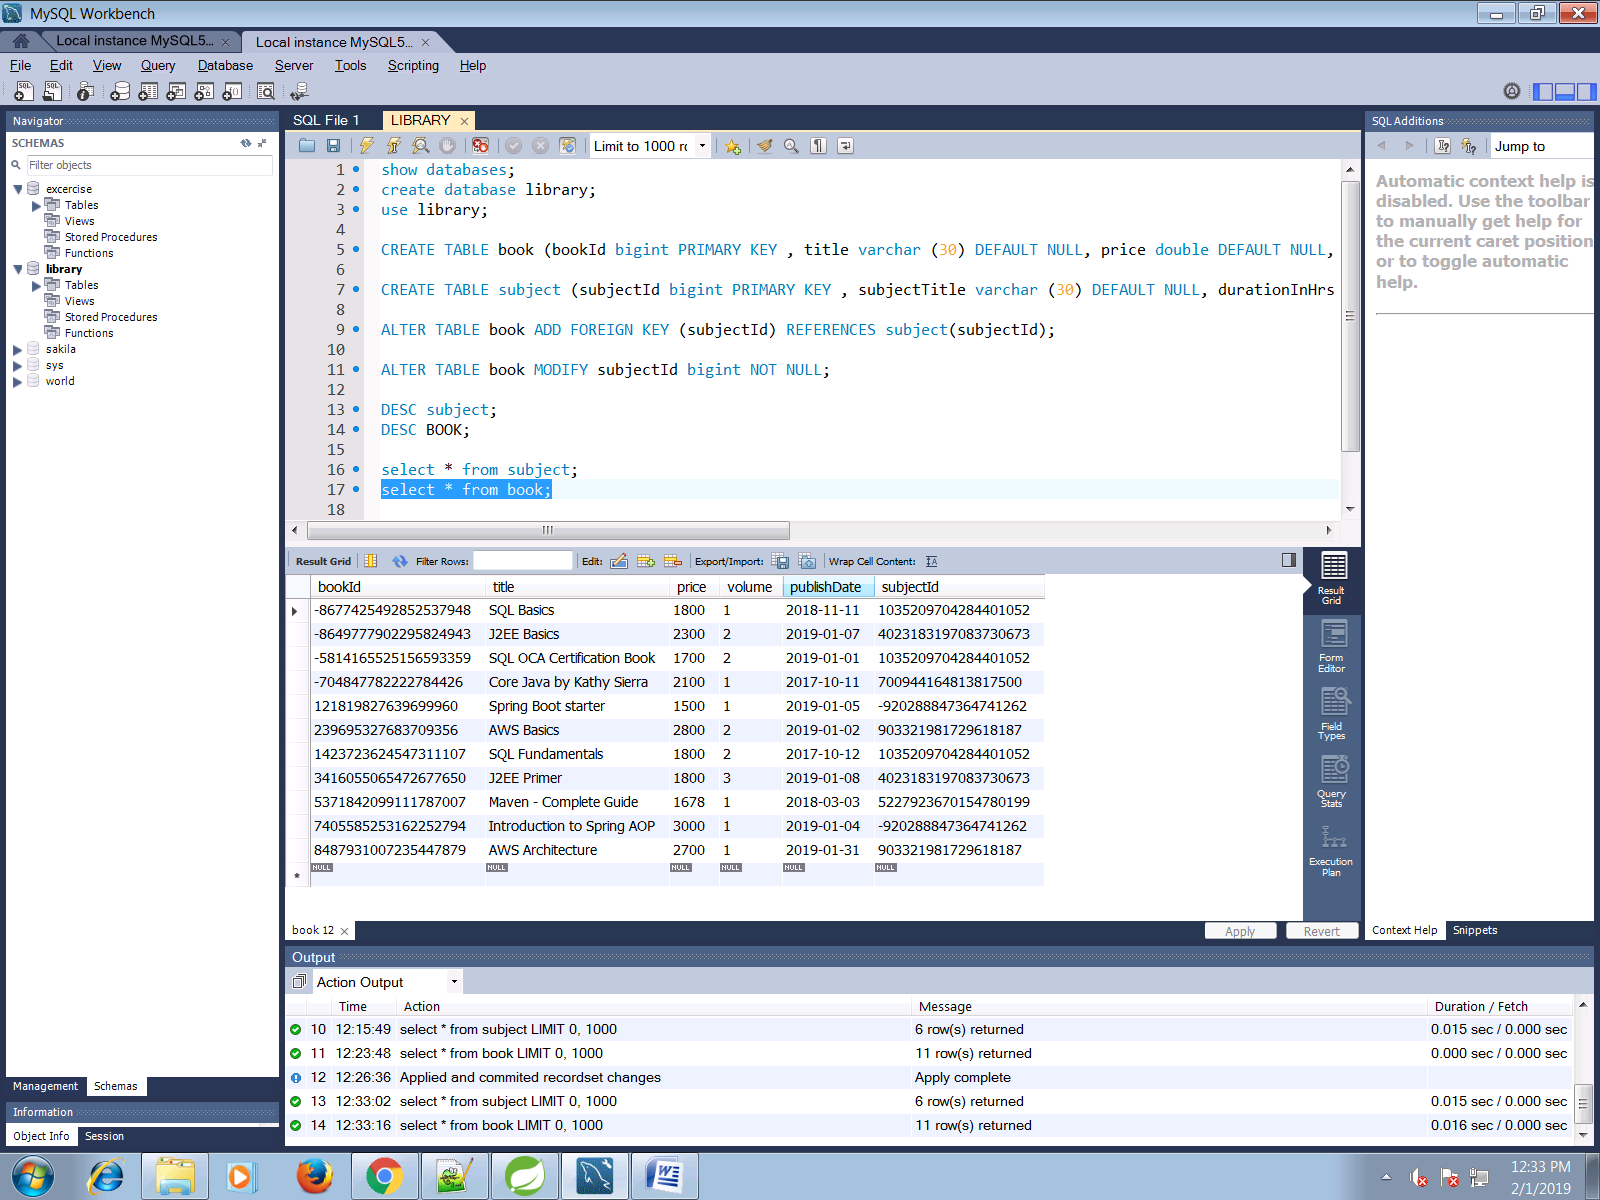 MySQL Workbench
Local instance MySQL5... × Local instance MySQL5... ×
File Edit View Query Database Server Tools Scripting Help
Navigator
SCHEMAS
Filter objects
excercise
Tables
Views
Stored Procedures
Functions
library
Tables
Views
Stored Procedures
Functions
sakila
sys
world
Management Schemas
Information
Object Info Session
SQL File 1 LIBRARY ×
Limit to 1000 rc
1 show databases;
2 create database library;
3 use library;
4
5 CREATE TABLE book (bookId bigint PRIMARY KEY , title varchar (30) DEFAULT NULL, price double DEFAULT NULL,
6
7 CREATE TABLE subject (subjectId bigint PRIMARY KEY , subjectTitle varchar (30) DEFAULT NULL, durationInHrs
8
9 ALTER TABLE book ADD FOREIGN KEY (subjectId) REFERENCES subject(subjectId);
10
11 ALTER TABLE book MODIFY subjectId bigint NOT NULL;
12
13 DESC subject;
14 DESC BOOK;
15
16 select * from subject;
17 select * from book;
18
Result Grid Filter Rows: Edit: Export/Import: Wrap Cell Content:
bookId title price volume publishDate subjectId
-8677425492852537948 SQL Basics 1800 1 2018-11-11 1035209704284401052
-8649777902295824943 J2EE Basics 2300 2 2019-01-07 4023183197083730673
-5814165525156593359 SQL OCA Certification Book 1700 2 2019-01-01 1035209704284401052
-704847782222784426 Core Java by Kathy Sierra 2100 1 2017-10-11 700944164813817500
121819827639699960 Spring Boot starter 1500 1 2019-01-05 -920288847364741262
239695327683709356 AWS Basics 2800 2 2019-01-02 903321981729618187
1423723624547311107 SQL Fundamentals 1800 2 2017-10-12 1035209704284401052
3416055065472677650 J2EE Primer 1800 3 2019-01-08 4023183197083730673
5371842099111787007 Maven - Complete Guide 1678 1 2018-03-03 5227923670154780199
7405585253162252794 Introduction to Spring AOP 3000 1 2019-01-04 -920288847364741262
8487931007235447879 AWS Architecture 2700 1 2019-01-31 903321981729618187
NULL NULL NULL NULL NULL NULL
Result Grid
Form Editor
Field Types
Query Stats
Execution Plan
book 12 × Apply Revert
SQL Additions
Jump to
Automatic context help is
disabled. Use the toolbar
to manually get help for
the current caret position
or to toggle automatic
help.
Context Help Snippets
Output
Action Output
Time Action Message Duration / Fetch
10 12:15:49 select * from subject LIMIT 0, 1000 6 row(s) returned 0.015 sec / 0.000 sec
11 12:23:48 select * from book LIMIT 0, 1000 11 row(s) returned 0.000 sec / 0.000 sec
12 12:26:36 Applied and commited recordset changes Apply complete
13 12:33:02 select * from subject LIMIT 0, 1000 6 row(s) returned 0.015 sec / 0.000 sec
14 12:33:16 select * from book LIMIT 0, 1000 11 row(s) returned 0.016 sec / 0.000 sec
12:33 PM
2/1/2019